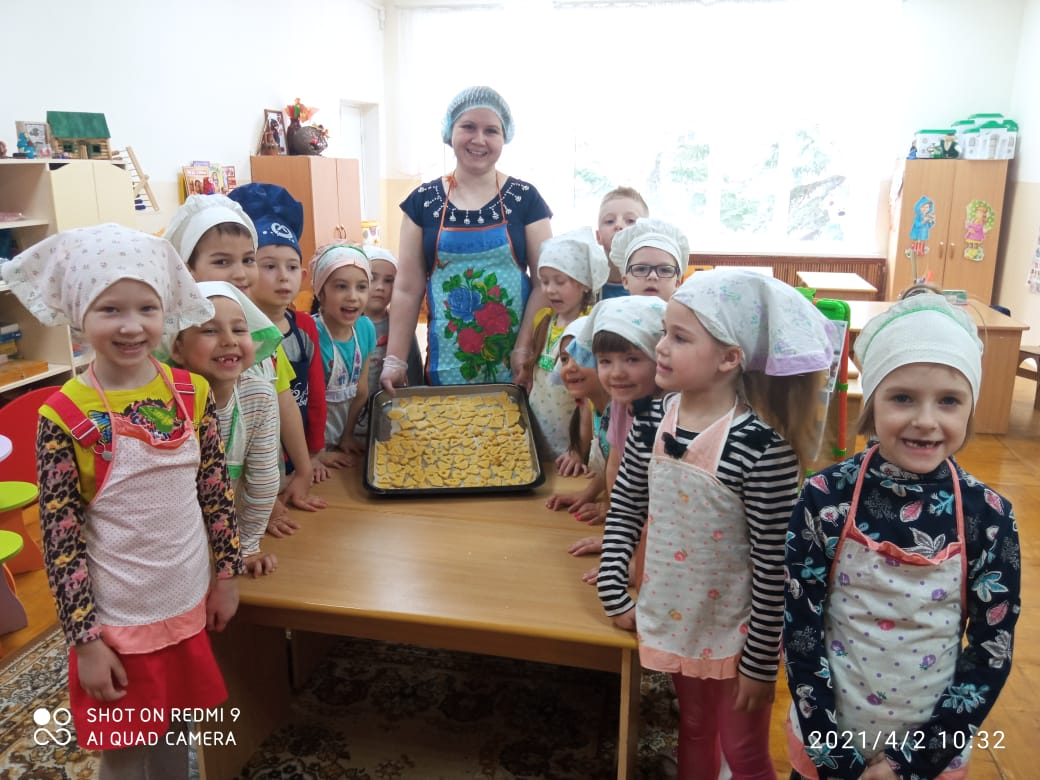 SHOT ON REDMI 9
AI QUAD CAMERA
2021/4/2 10:32